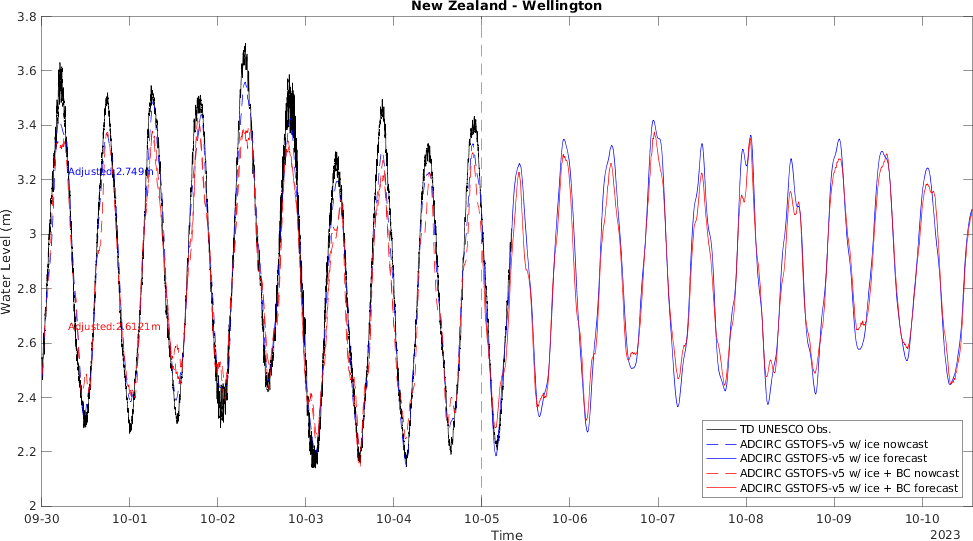 New Zealand - Wellington
3.8
3.6
3.4
3.2
3
2.8
2.6
2.4
2.2
2
Water Level (m)
Adjusted:2.749m
Adjusted:2.6121m
TD UNESCO Obs.
ADCIRC GSTOFS-v5 w/ ice nowcast
ADCIRC GSTOFS-v5 w/ ice forecast
ADCIRC GSTOFS-v5 w/ ice + BC nowcast
ADCIRC GSTOFS-v5 w/ ice + BC forecast
09-30 10-01 10-02 10-03 10-04 10-05 10-06 10-07 10-08 10-09 10-10
Time
2023